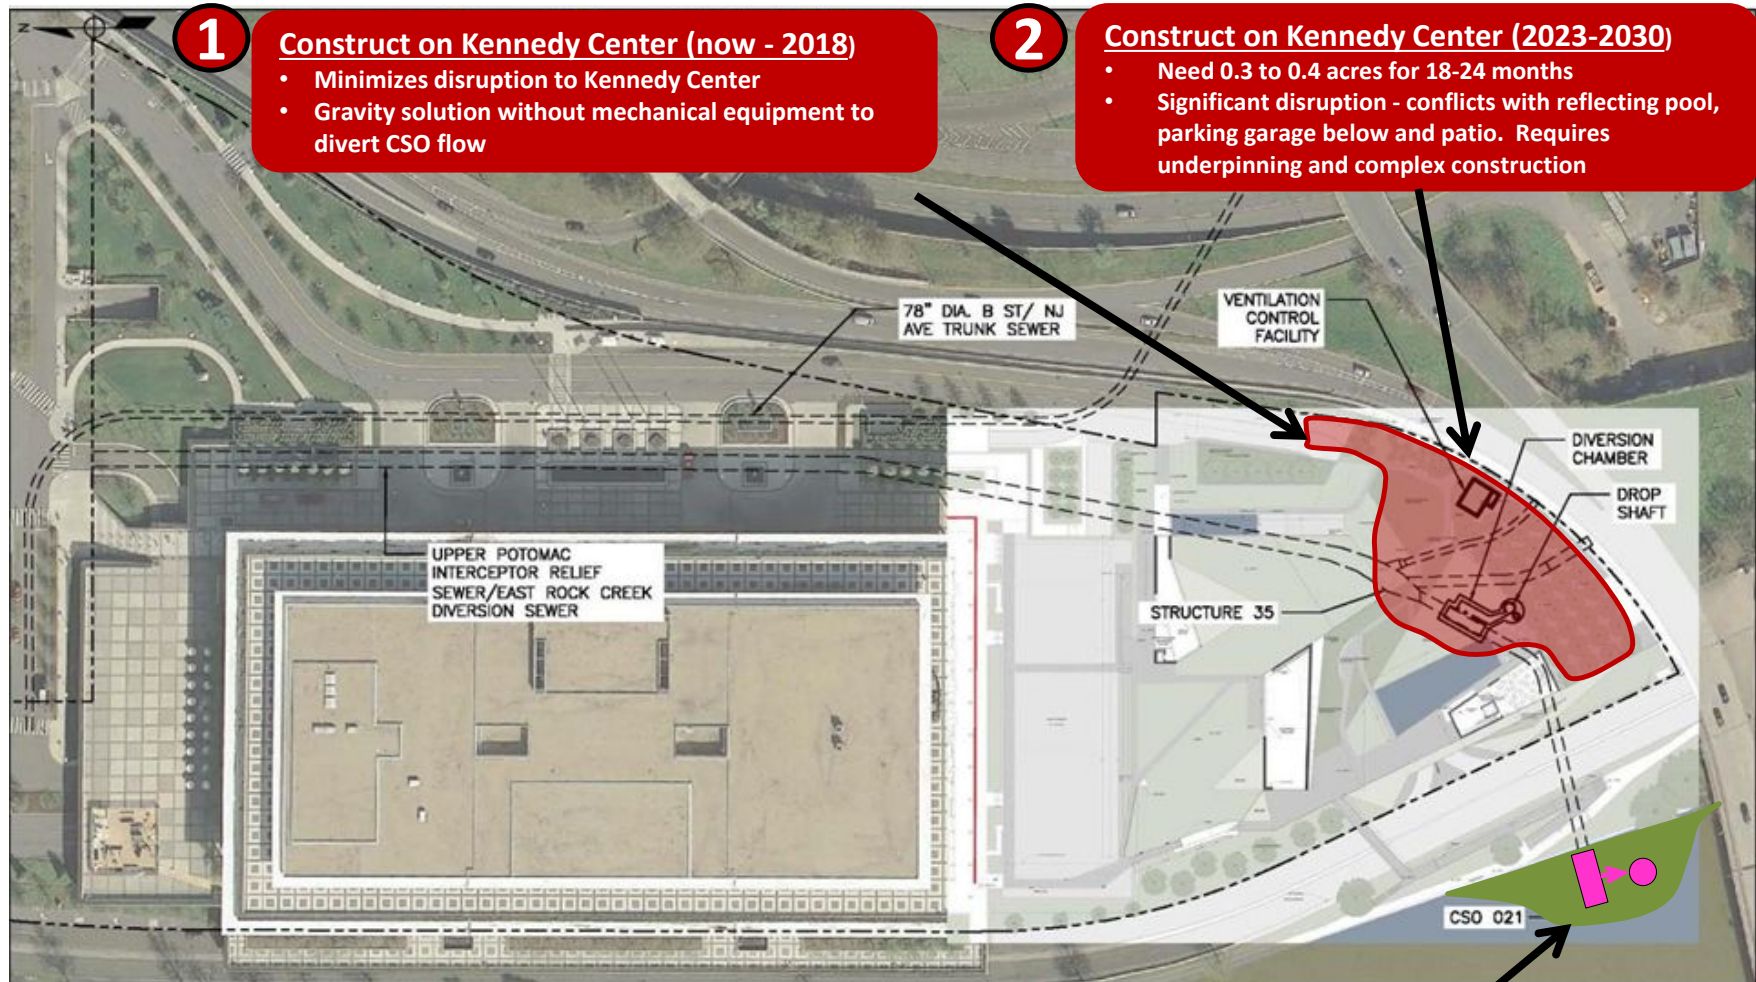 1
Construct on Kennedy Center (now - 2018)
• Minimizes disruption to Kennedy Center
• Gravity solution without mechanical equipment to
divert CSO flow
2
Construct on Kennedy Center (2023-2030)
• Need 0.3 to 0.4 acres for 18-24 months
• Significant disruption - conflicts with reflecting pool,
parking garage below and patio. Requires
underpinning and complex construction
N
78" DIA. B ST/ NJ
AVE TRUNK SEWER
VENTILATION
CONTROL
FACILITY
DIVERSION
CHAMBER
DROP
SHAFT
UPPER POTOMAC
INTERCEPTOR RELIEF
SEWER/EAST ROCK CREEK
DIVERSION SEWER
STRUCTURE 35
CSO 021